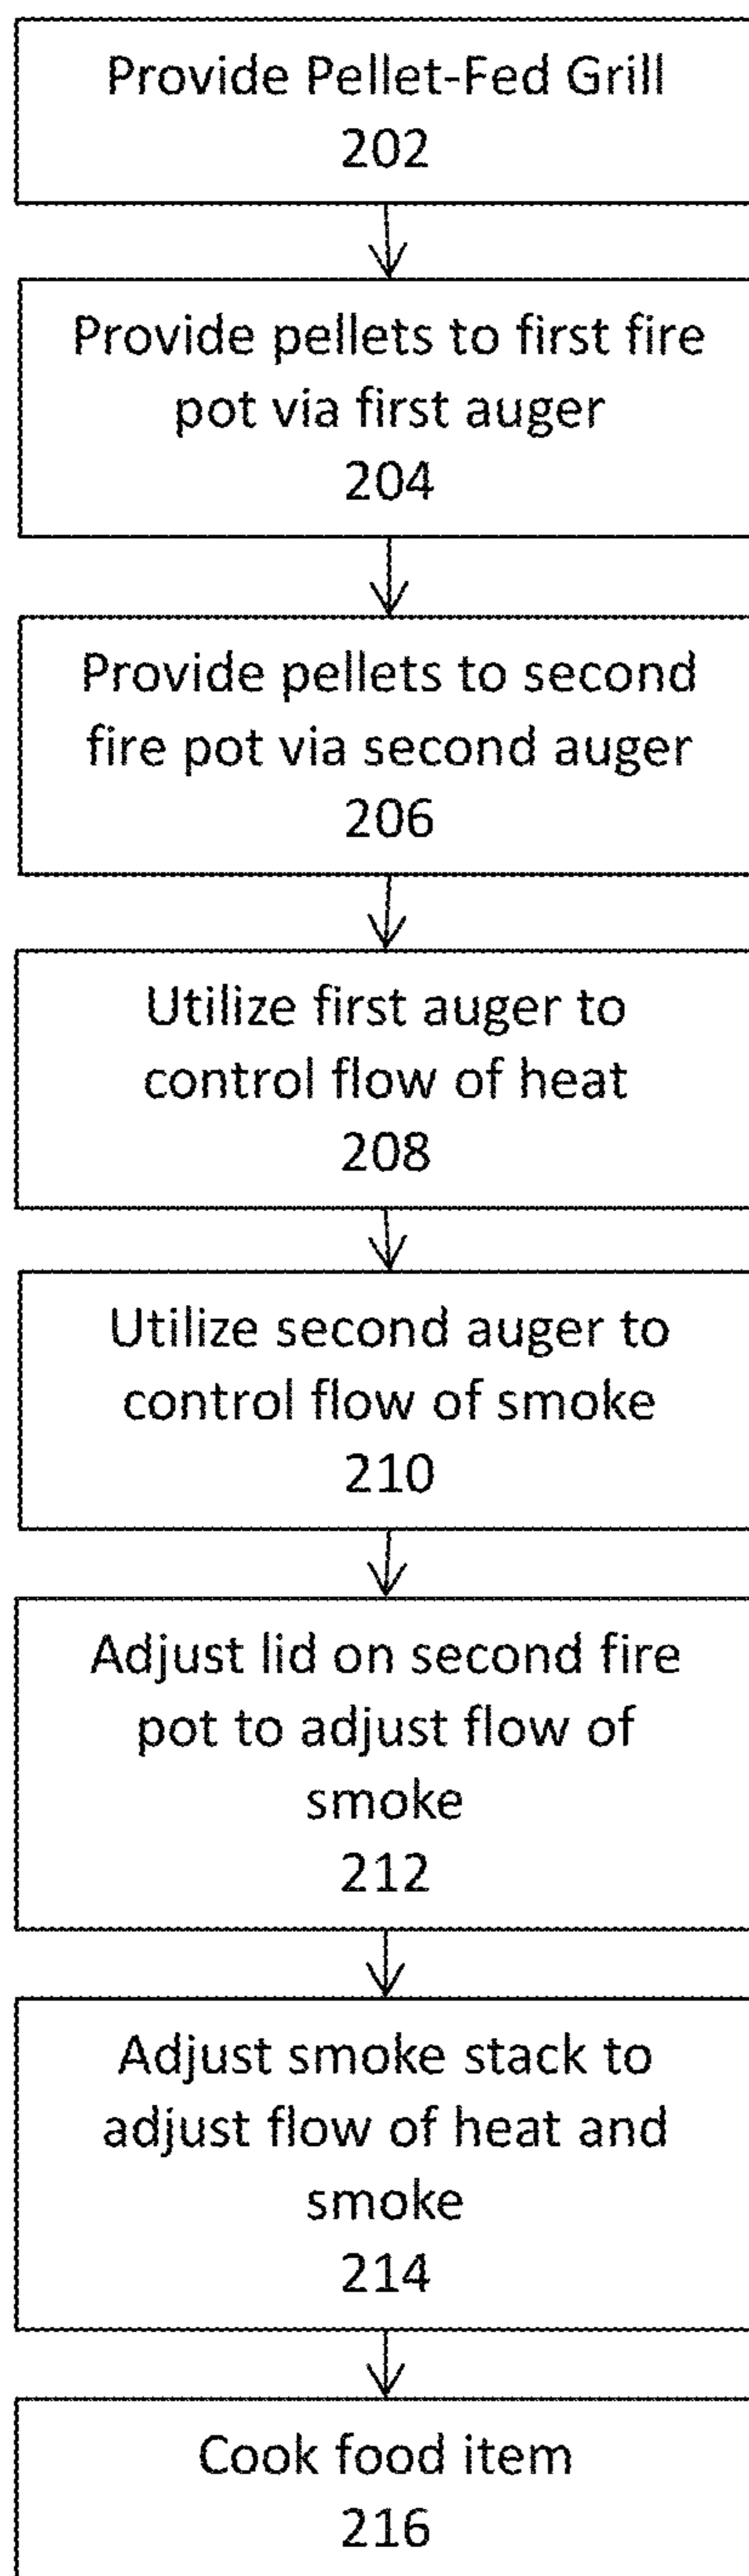 Provide Pellet-Fed Grill
202
Provide pellets to first fire
pot via first auger
204
Provide pellets to second
fire pot via second auger
206
Utilize first auger to
control flow of heat
208
Utilize second auger to
control flow of smoke
210
Adjust lid on second fire
pot to adjust flow of
smoke
212
Adjust smoke stack to
adjust flow of heat and
smoke
214
Cook food item
216